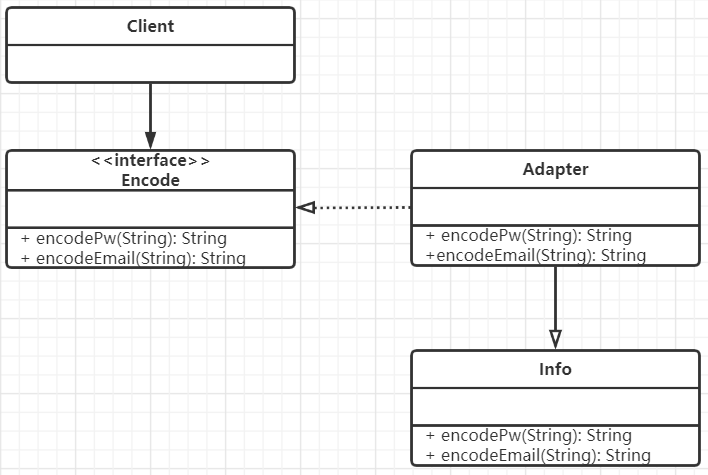 Client
<<interface>>
Encode
+ encodePw(String): String
+ encodeEmail(String): String
Adapter
+ encodePw(String): String
+encodeEmail(String): String
Info
+ encodePw(String): String
+ encodeEmail(String): String